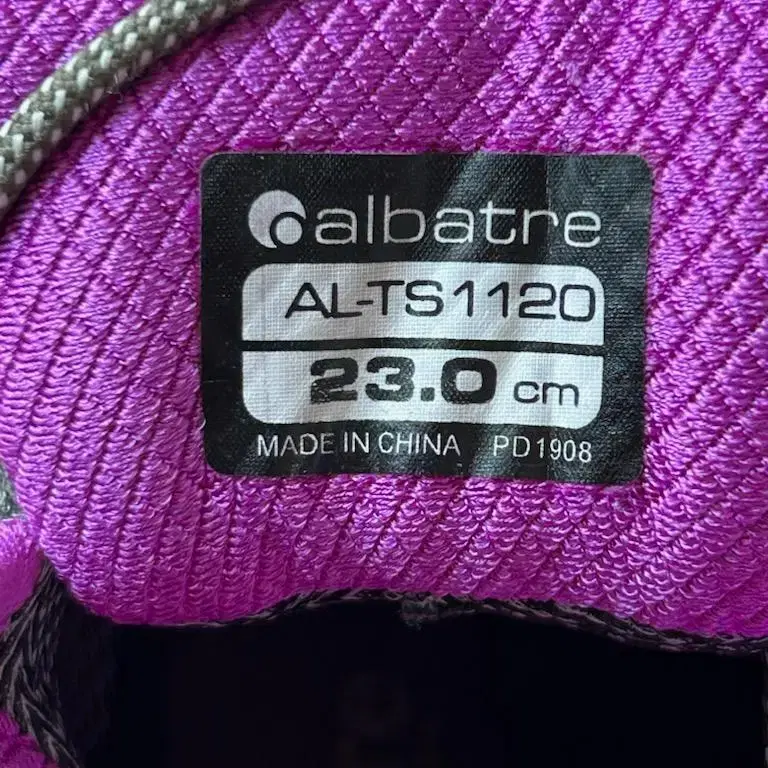 albatre
AL-TS1120
23.0 cm
MADE IN CHINA PD1908